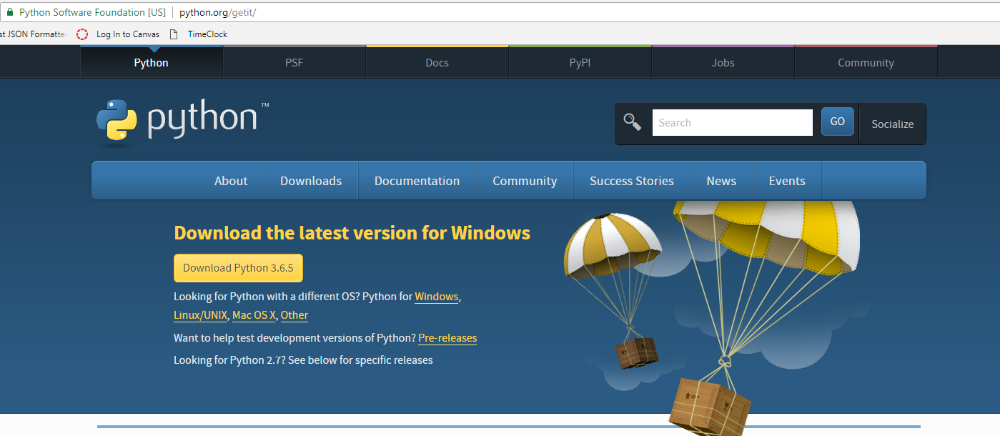 Python Software Foundation [US] python.org/getit/
st JSON Formatte Log In to Canvas TimeClock
Python PSF Docs PyPI Jobs Community
python™
Search GO Socialize
About Downloads Documentation Community Success Stories News Events
Download the latest version for Windows
Download Python 3.6.5
Looking for Python with a different OS? Python for Windows,
Linux/UNIX, Mac OS X, Other
Want to help test development versions of Python? Pre-releases
Looking for Python 2.7? See below for specific releases